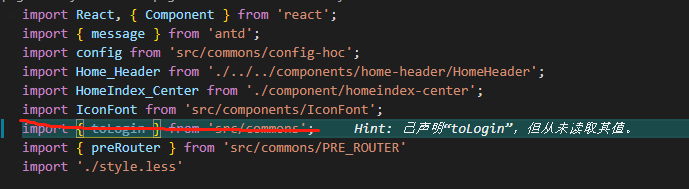 import React, { Component } from 'react';
import { message } from 'antd';
import config from 'src/commons/config-hoc';
import Home_Header from './../../components/home-header/HomeHeader';
import HomeIndex_Center from './component/homeindex-center';
import IconFont from 'src/components/IconFont';
import { toLogin } from 'src/commons'; Hint: 已声明“toLogin”，但从未读取其值。
import { preRouter } from 'src/commons/PRE_ROUTER'
import './style.less'